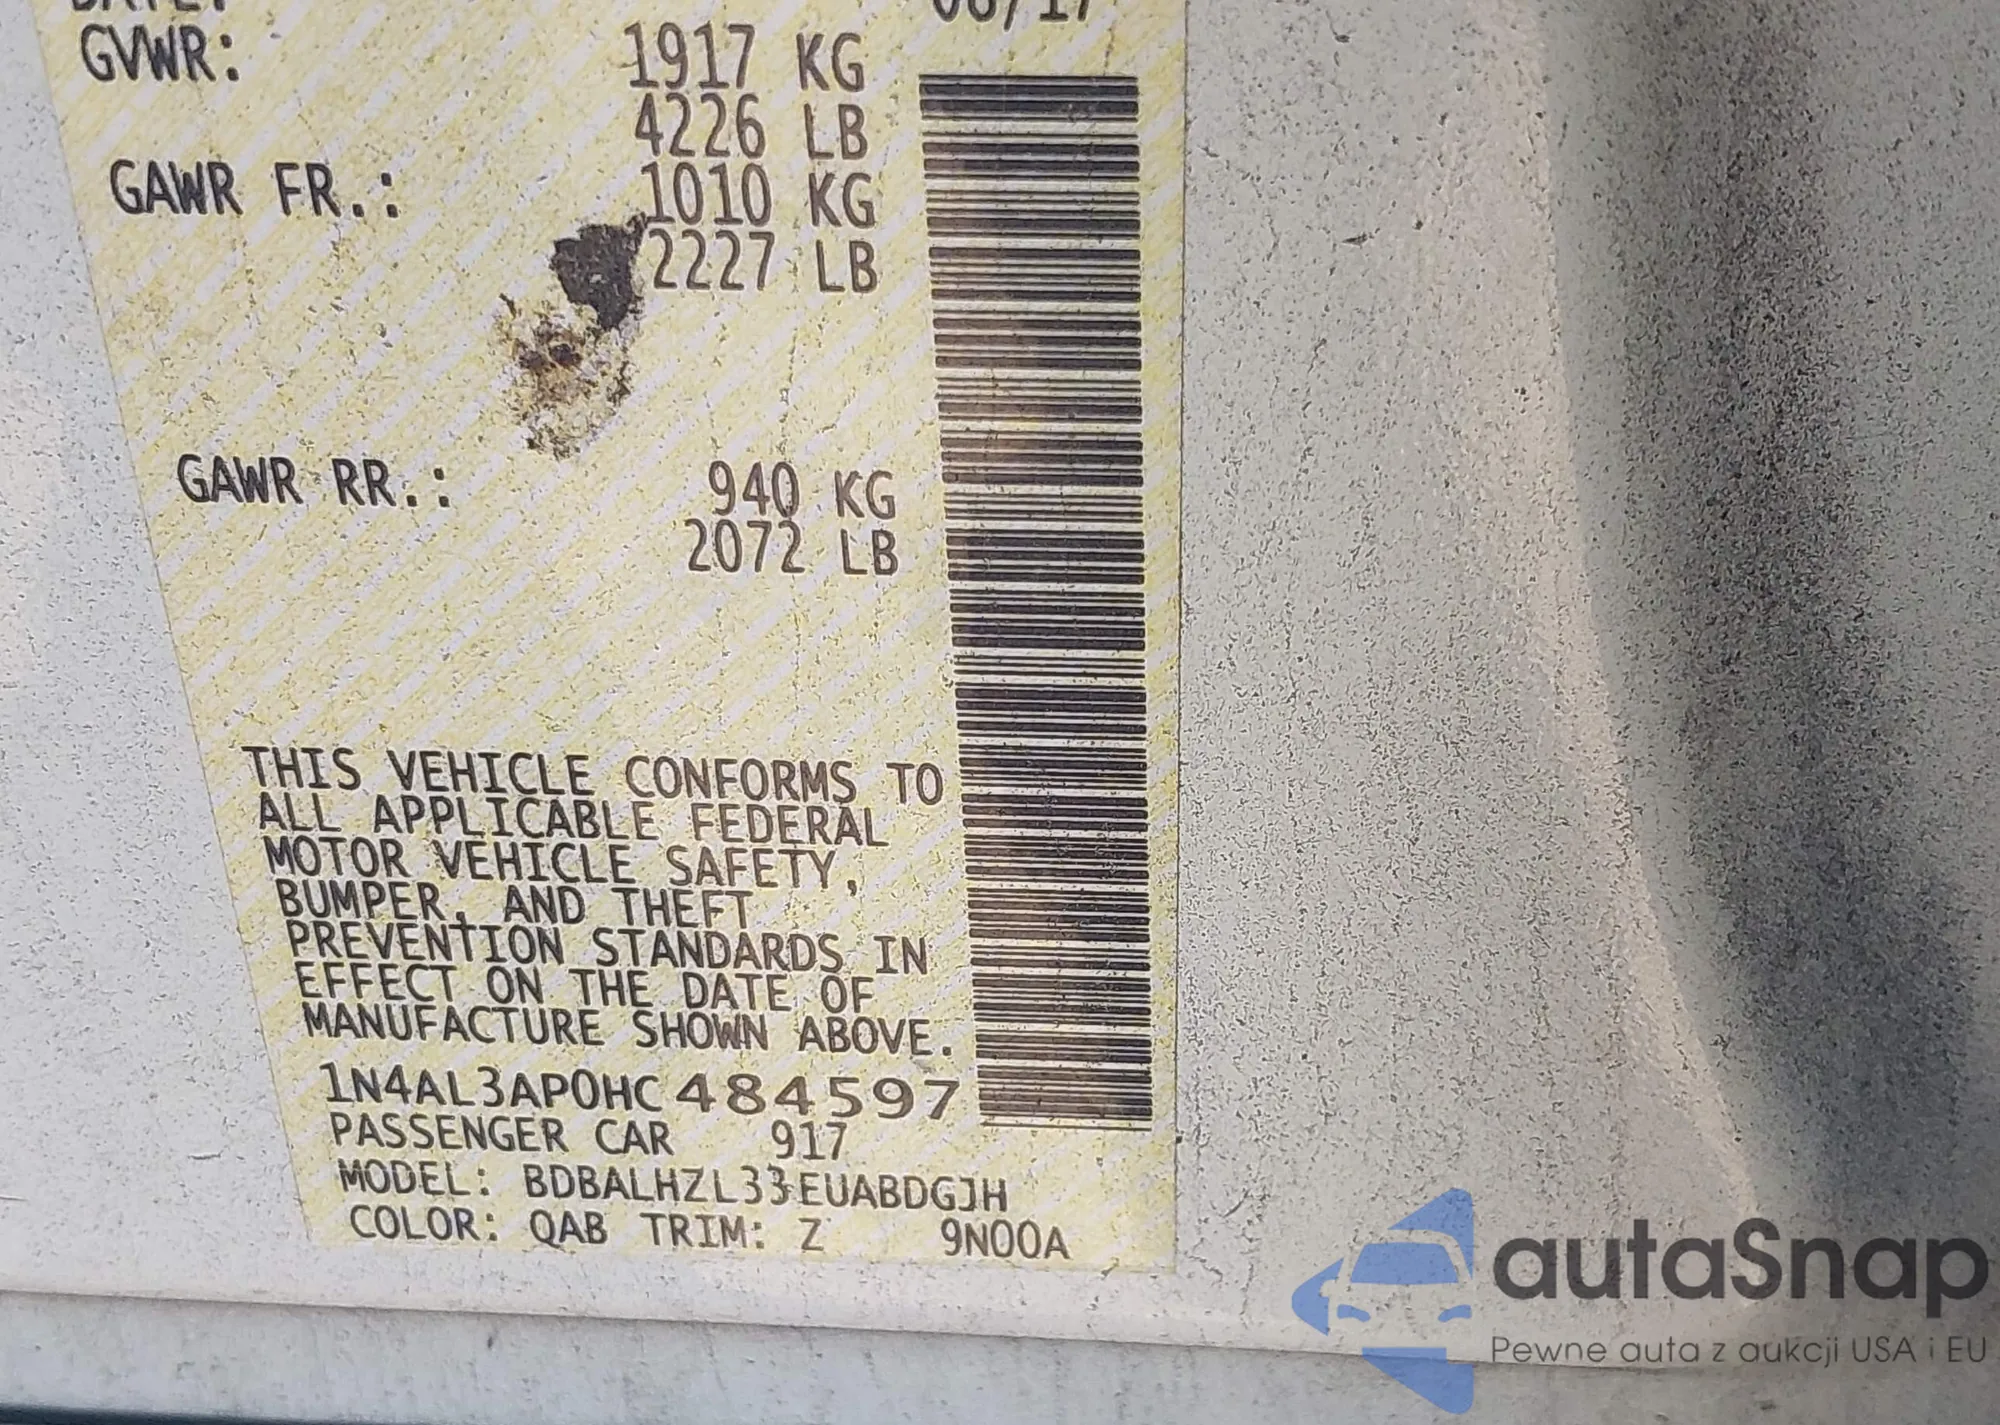 DATE: 06/17
GVWR: 1917 KG
4226 LB
GAWR FR.: 1010 KG
2227 LB
GAWR RR.: 940 KG
2072 LB
THIS VEHICLE CONFORMS TO
ALL APPLICABLE FEDERAL
MOTOR VEHICLE SAFETY,
BUMPER, AND THEFT
PREVENTION STANDARDS IN
EFFECT ON THE DATE OF
MANUFACTURE SHOWN ABOVE.
1N4AL3AP0HC484597
PASSENGER CAR 917
MODEL: BDBALHZL33EUABDGJH
COLOR: QAB TRIM: Z 9N00A
autaSnap
Pewne auta z aukcji USA i EU